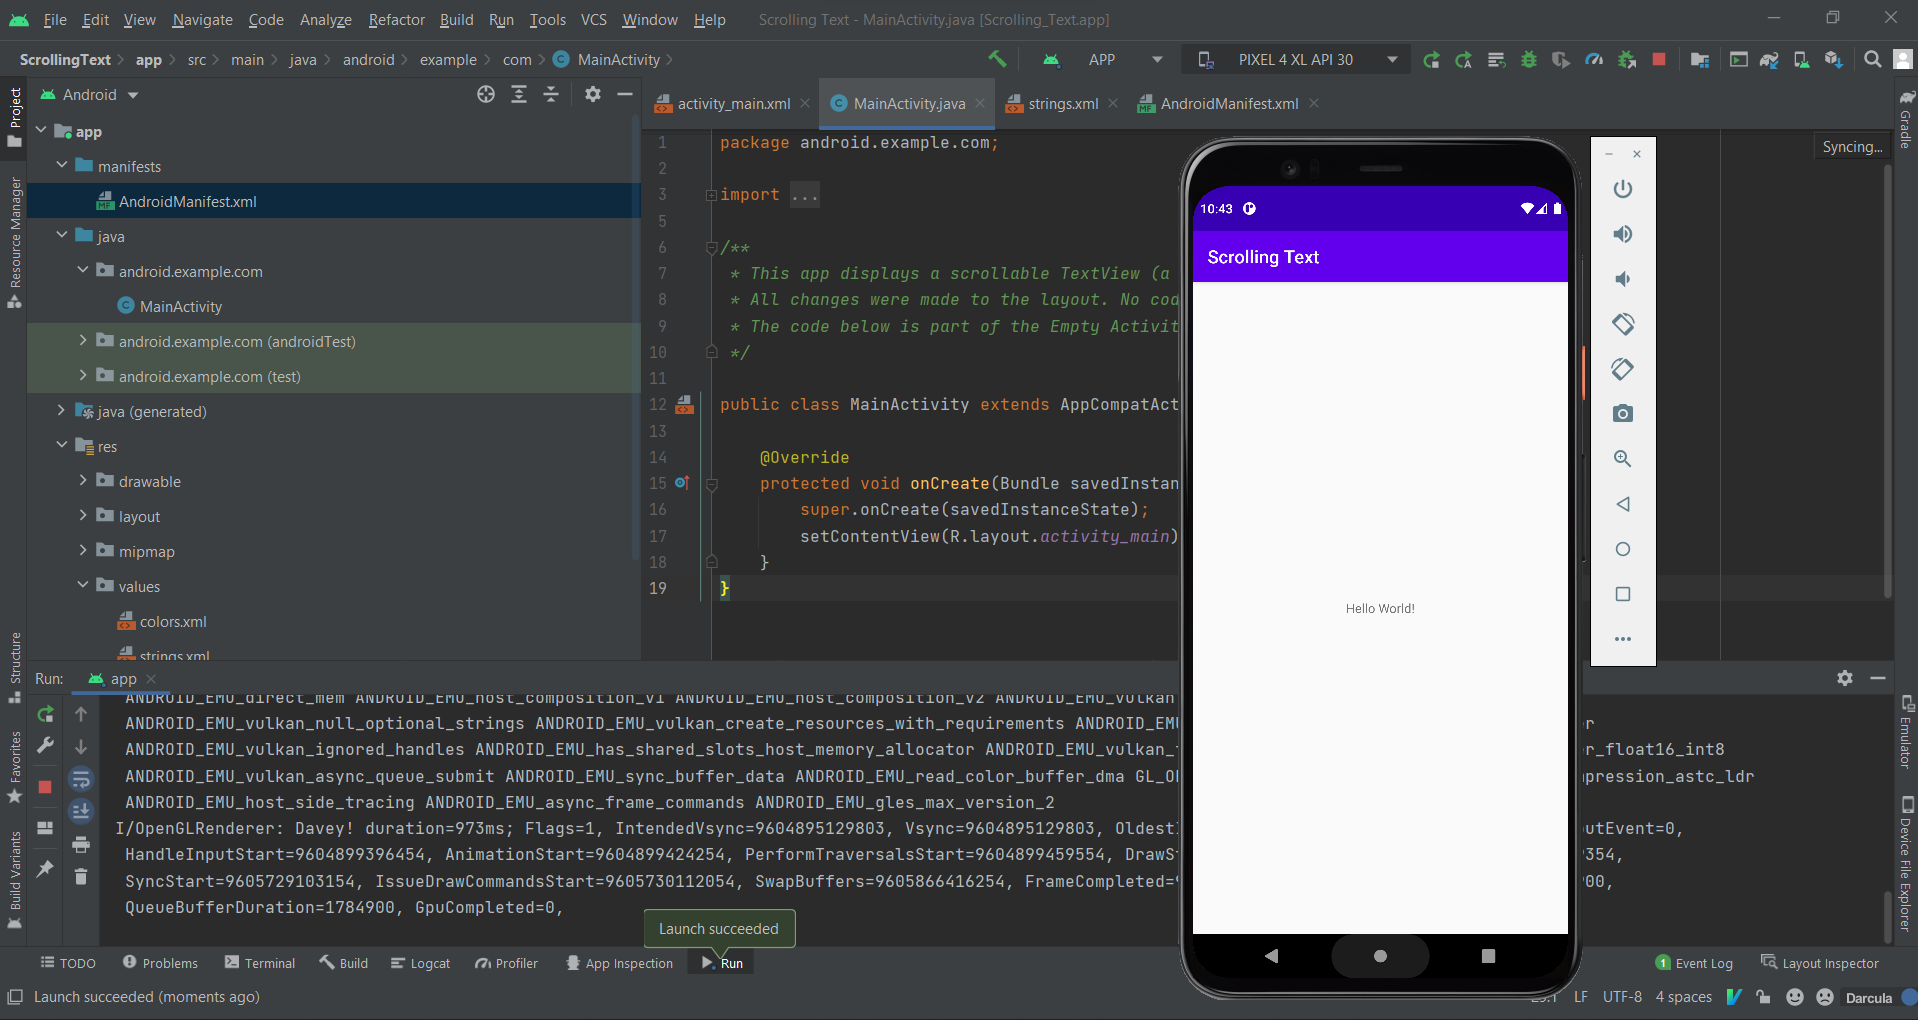 File Edit View Navigate Code Analyze Refactor Build Run Tools VCS Window Help Scrolling Text - MainActivity.java [Scrolling_Text.app]
ScrollingText app src main java android example com MainActivity
APP PIXEL 4 XL API 30
Project
Resource Manager
Structure
Favorites
Build Variants
Android
app
manifests
AndroidManifest.xml
java
android.example.com
MainActivity
android.example.com (androidTest)
android.example.com (test)
java (generated)
res
drawable
layout
mipmap
values
colors.xml
strings.xml
activity_main.xml MainActivity.java strings.xml AndroidManifest.xml
Syncing...
1 package android.example.com;
2
3 import ...
5
6 /**
7 * This app displays a scrollable TextView (a
8 * All changes were made to the layout. No cod
9 * The code below is part of the Empty Activit
10 */
11
12 public class MainActivity extends AppCompatAct
13
14 @Override
15 protected void onCreate(Bundle savedInstan
16 super.onCreate(savedInstanceState);
17 setContentView(R.layout.activity_main)
18 }
19 }
10:43
Scrolling Text
Hello World!
Gradle
Emulator
Device File Explorer
Run: app
ANDROID_EMU_direct_mem ANDROID_EMU_host_composition_v1 ANDROID_EMU_host_composition_v2 ANDROID_EMU_vulkan
ANDROID_EMU_vulkan_null_optional_strings ANDROID_EMU_vulkan_create_resources_with_requirements ANDROID_EMU r
ANDROID_EMU_vulkan_ignored_handles ANDROID_EMU_has_shared_slots_host_memory_allocator ANDROID_EMU_vulkan_ er_float16_int8
ANDROID_EMU_vulkan_async_queue_submit ANDROID_EMU_sync_buffer_data ANDROID_EMU_read_color_buffer_dma GL_O mpression_astc_ldr
ANDROID_EMU_host_side_tracing ANDROID_EMU_async_frame_commands ANDROID_EMU_gles_max_version_2
I/OpenGLRenderer: Davey! duration=973ms; Flags=1, IntendedVsync=9604895129803, Vsync=9604895129803, Oldest utEvent=0,
HandleInputStart=9604899396454, AnimationStart=9604899424254, PerformTraversalsStart=9604899459554, DrawSt 9354,
SyncStart=9605729103154, IssueDrawCommandsStart=9605730112054, SwapBuffers=9605866416254, FrameCompleted= 00,
QueueBufferDuration=1784900, GpuCompleted=0,
Launch succeeded
TODO Problems Terminal Build Logcat Profiler App Inspection Run 1 Event Log Layout Inspector
Launch succeeded (moments ago) LF UTF-8 4 spaces Darcula